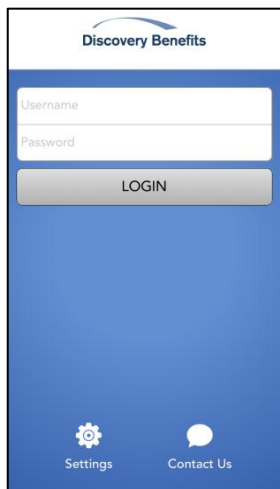 Discovery Benefits
Username
Password
LOGIN
Settings Contact Us